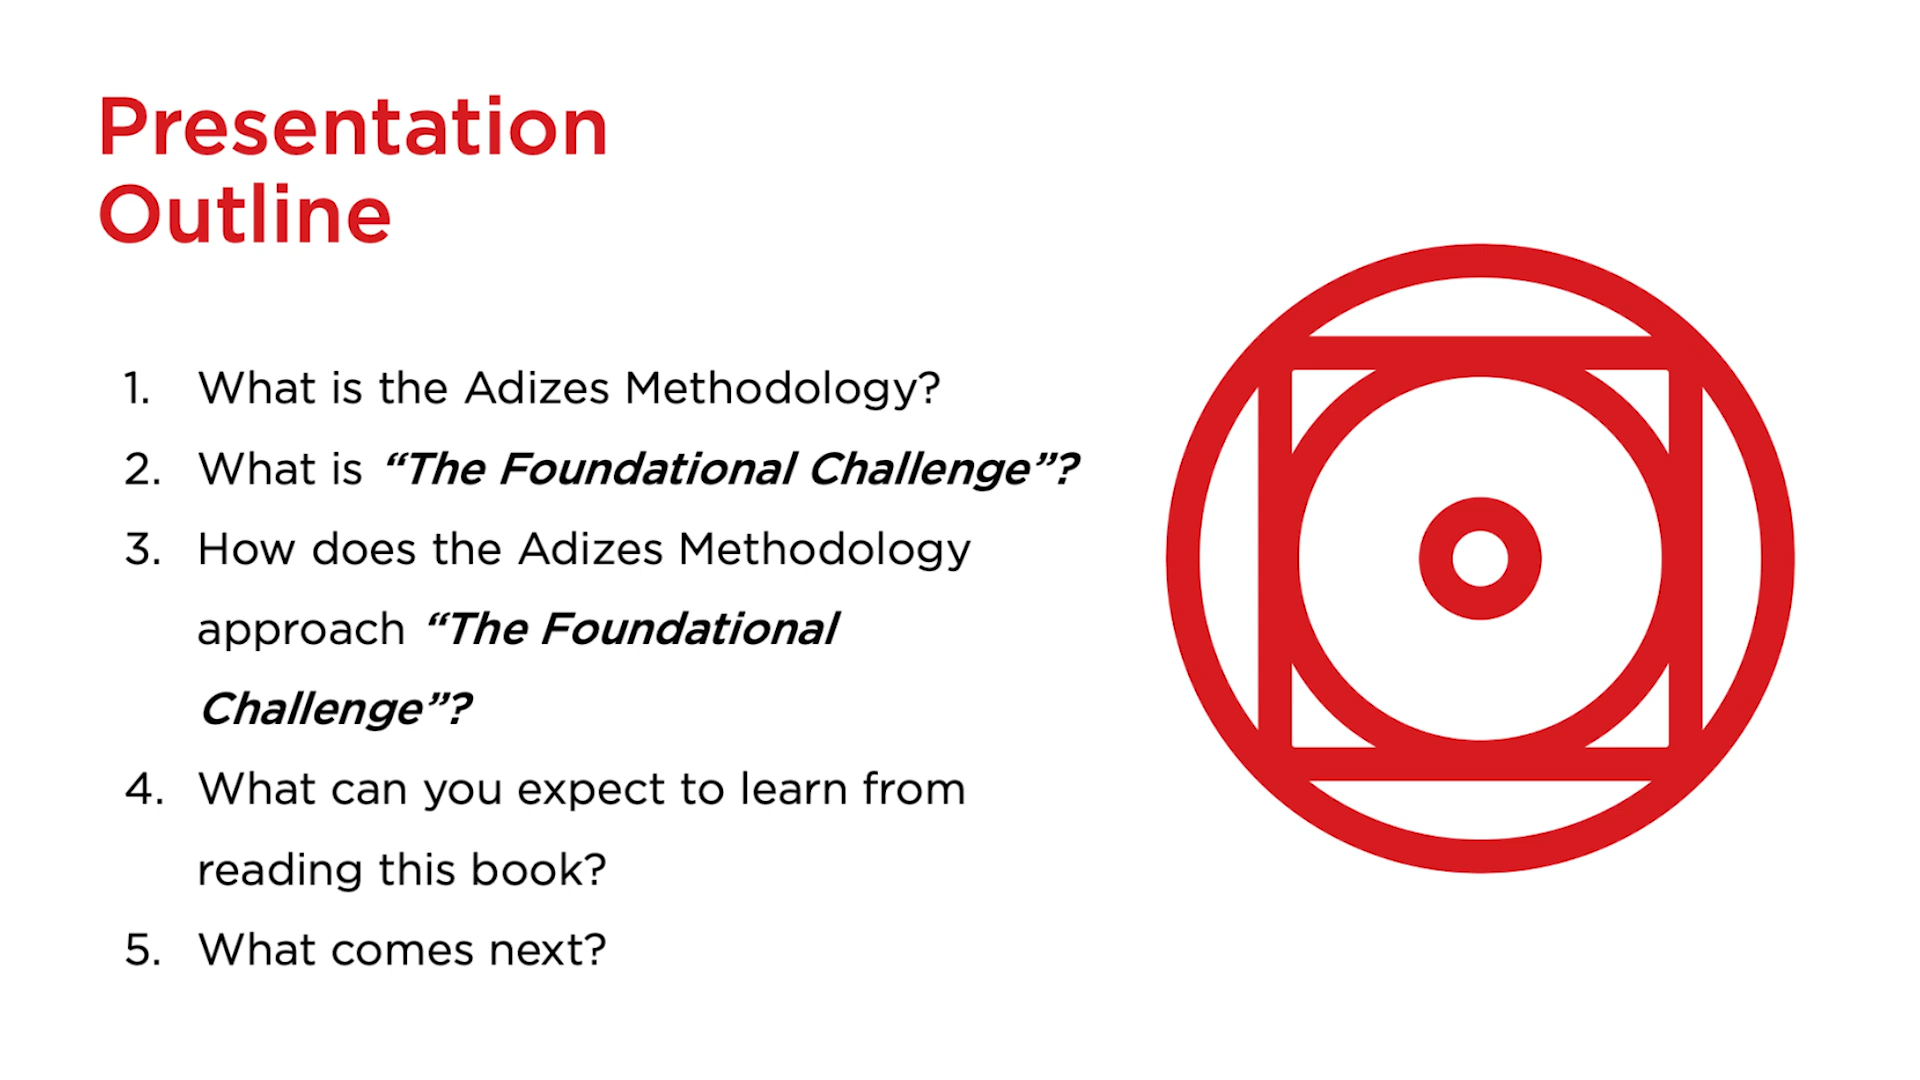 Presentation
Outline
1. What is the Adizes Methodology?
2. What is “The Foundational Challenge”?
3. How does the Adizes Methodology
approach “The Foundational
Challenge”?
4. What can you expect to learn from
reading this book?
5. What comes next?